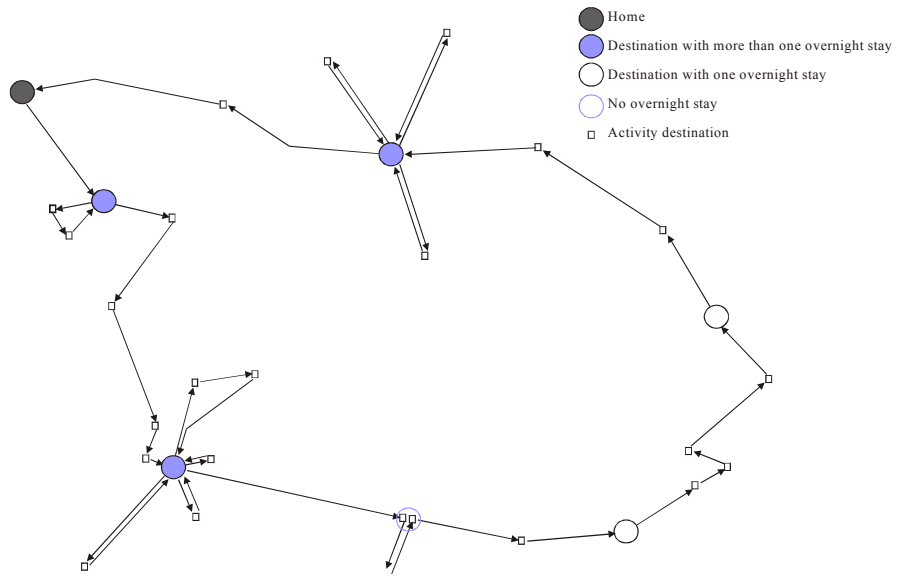 Home
Destination with more than one overnight stay
Destination with one overnight stay
No overnight stay
Activity destination